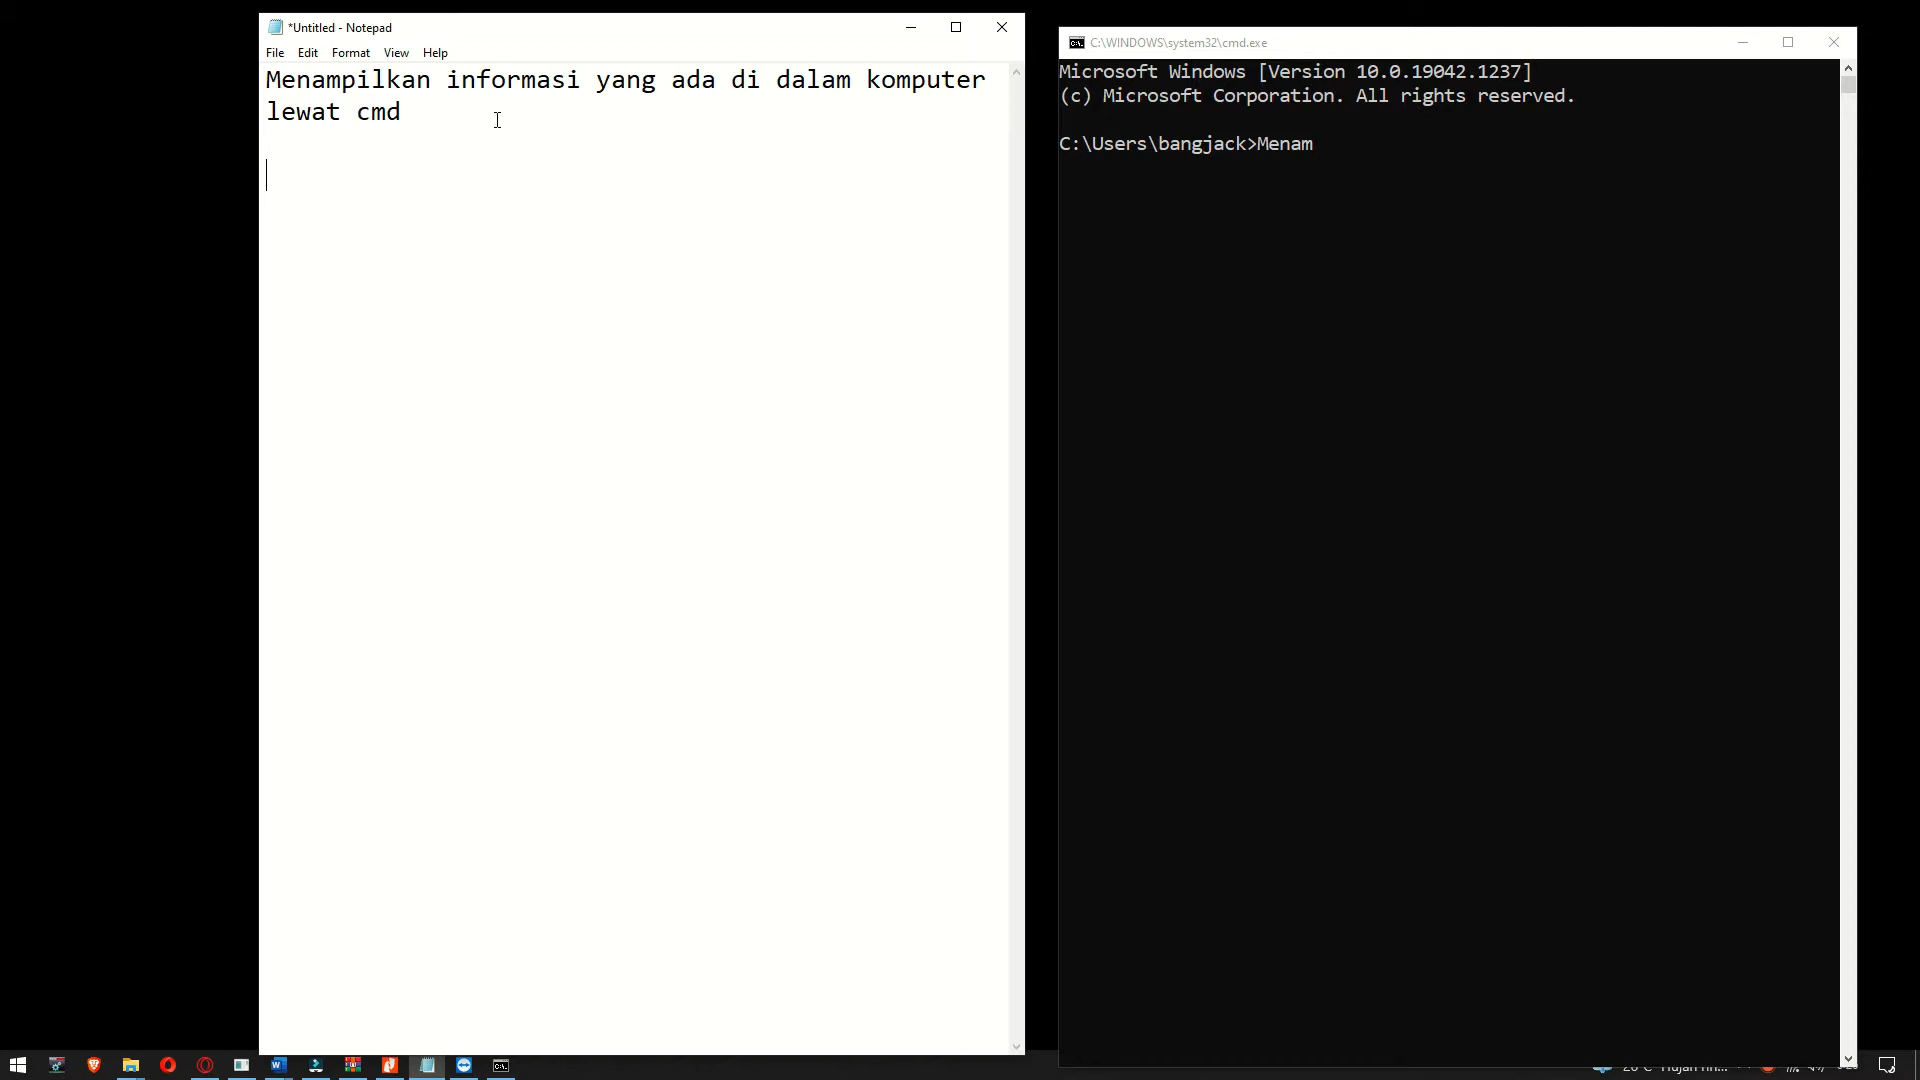 *Untitled - Notepad
File Edit Format View Help
Menampilkan informasi yang ada di dalam komputer
lewat cmd
C:\WINDOWS\system32\cmd.exe
Microsoft Windows [Version 10.0.19042.1237]
(c) Microsoft Corporation. All rights reserved.
C:\Users\bangjack>Menam